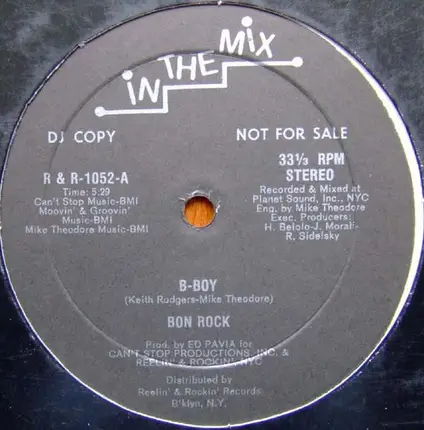 iN THE MiX
DJ COPY
NOT FOR SALE
R & R-1052-A
Time: 5:29
Can't Stop Music-BMI
Moovin' & Groovin'
Music-BMI
Mike Theodore Music-BMI
33⅓ RPM
STEREO
Recorded & Mixed at
Planet Sound, Inc., NYC
Eng. by Mike Theodore
Exec. Producers:
H. Belolo-J. Morali-
R. Sidelsky
B-BOY
(Keith Rodgers-Mike Theodore)
BON ROCK
Prod. by ED PAVIA for
CAN'T STOP PRODUCTIONS, INC. &
REELIN' & ROCKIN', NYC
Distributed by
Reelin' & Rockin' Records
B'klyn, N.Y.